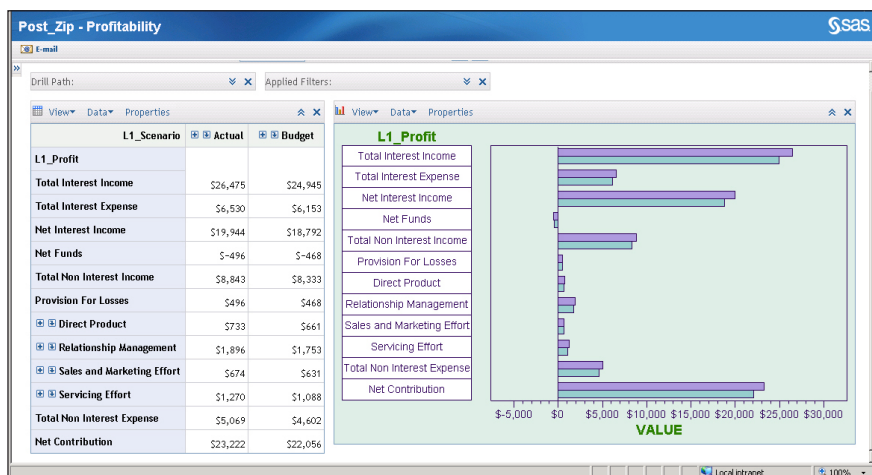 Post_Zip - Profitability
sas
E-mail
»
Drill Path:
Applied Filters:
View Data Properties
L1_Scenario Actual Budget
L1_Profit
Total Interest Income $26,475 $24,945
Total Interest Expense $6,530 $6,153
Net Interest Income $19,944 $18,792
Net Funds $-496 $-468
Total Non Interest Income $8,843 $8,333
Provision For Losses $496 $468
Direct Product $733 $661
Relationship Management $1,896 $1,753
Sales and Marketing Effort $674 $631
Servicing Effort $1,270 $1,088
Total Non Interest Expense $5,069 $4,602
Net Contribution $23,222 $22,056
View Data Properties
L1_Profit
Total Interest Income
Total Interest Expense
Net Interest Income
Net Funds
Total Non Interest Income
Provision For Losses
Direct Product
Relationship Management
Sales and Marketing Effort
Servicing Effort
Total Non Interest Expense
Net Contribution
$-5,000 $0 $5,000 $10,000 $15,000 $20,000 $25,000 $30,000
VALUE
Local intranet 100%